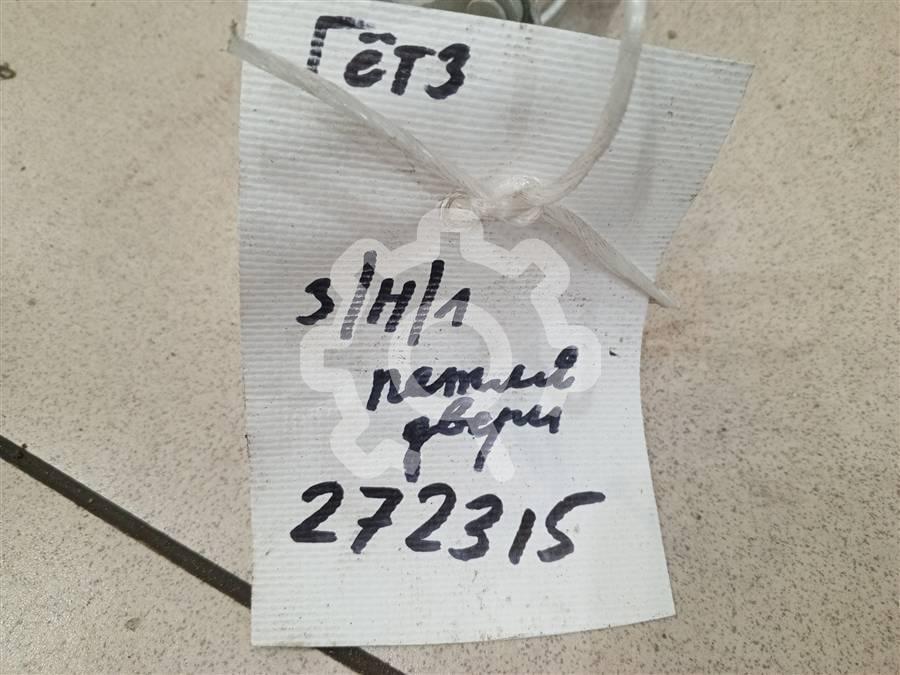 Гётз
З/Н/Л
петли
двери
272315